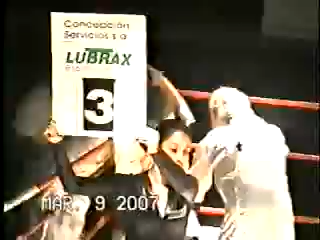 Concepción
Servicios s a
LUBRAX
3
MAR 9 2007